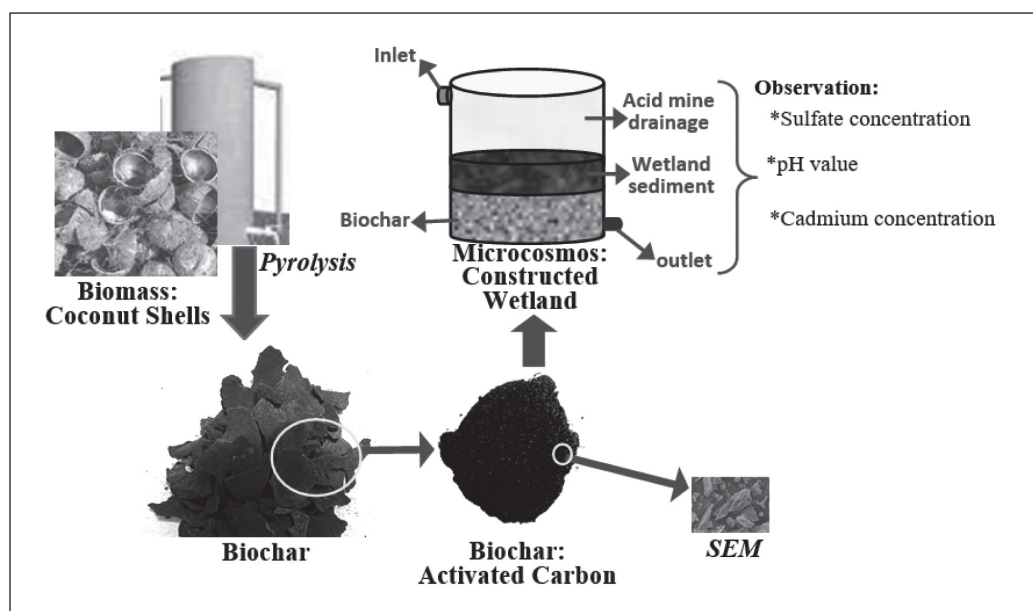 Inlet
Acid mine
drainage
Wetland
sediment
Biochar
outlet
Microcosmos:
Constructed
Wetland
Observation:
*Sulfate concentration
*pH value
*Cadmium concentration
Pyrolysis
Biomass:
Coconut Shells
Biochar
Biochar:
Activated Carbon
SEM